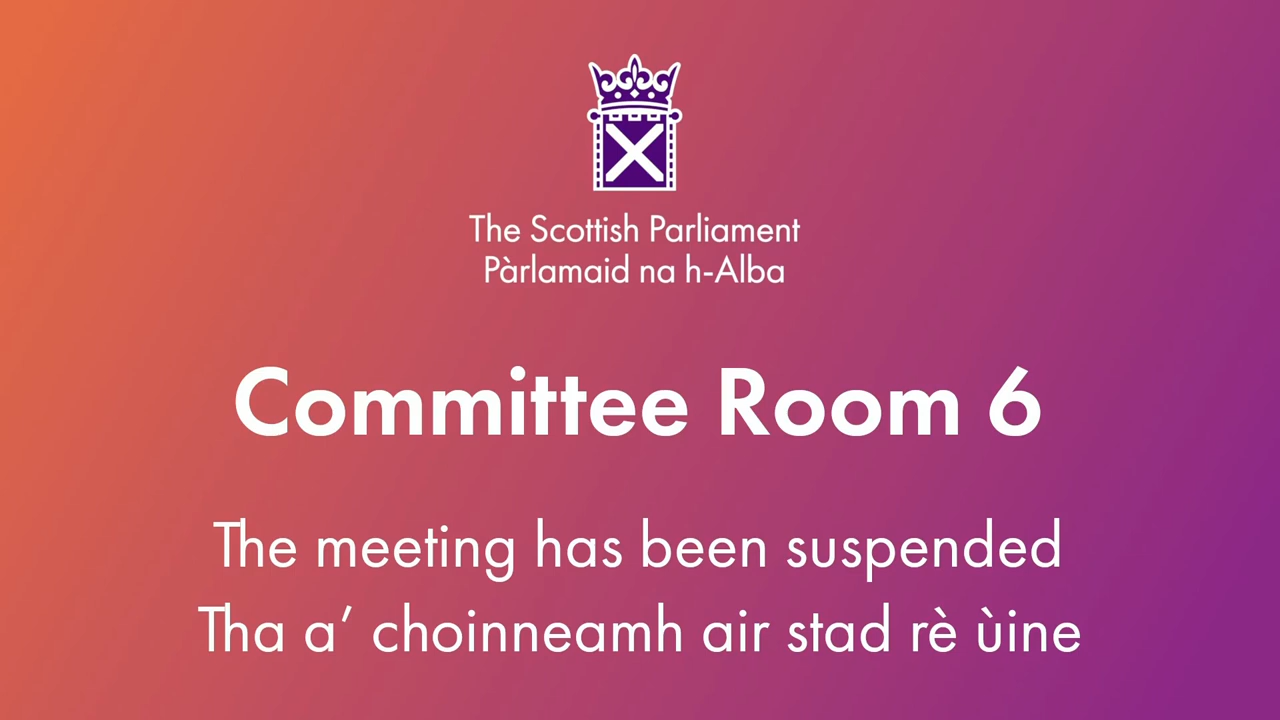 The Scottish Parliament
Pàrlamaid na h-Alba
Committee Room 6
The meeting has been suspended
Tha a’ choinneamh air stad rè ùine